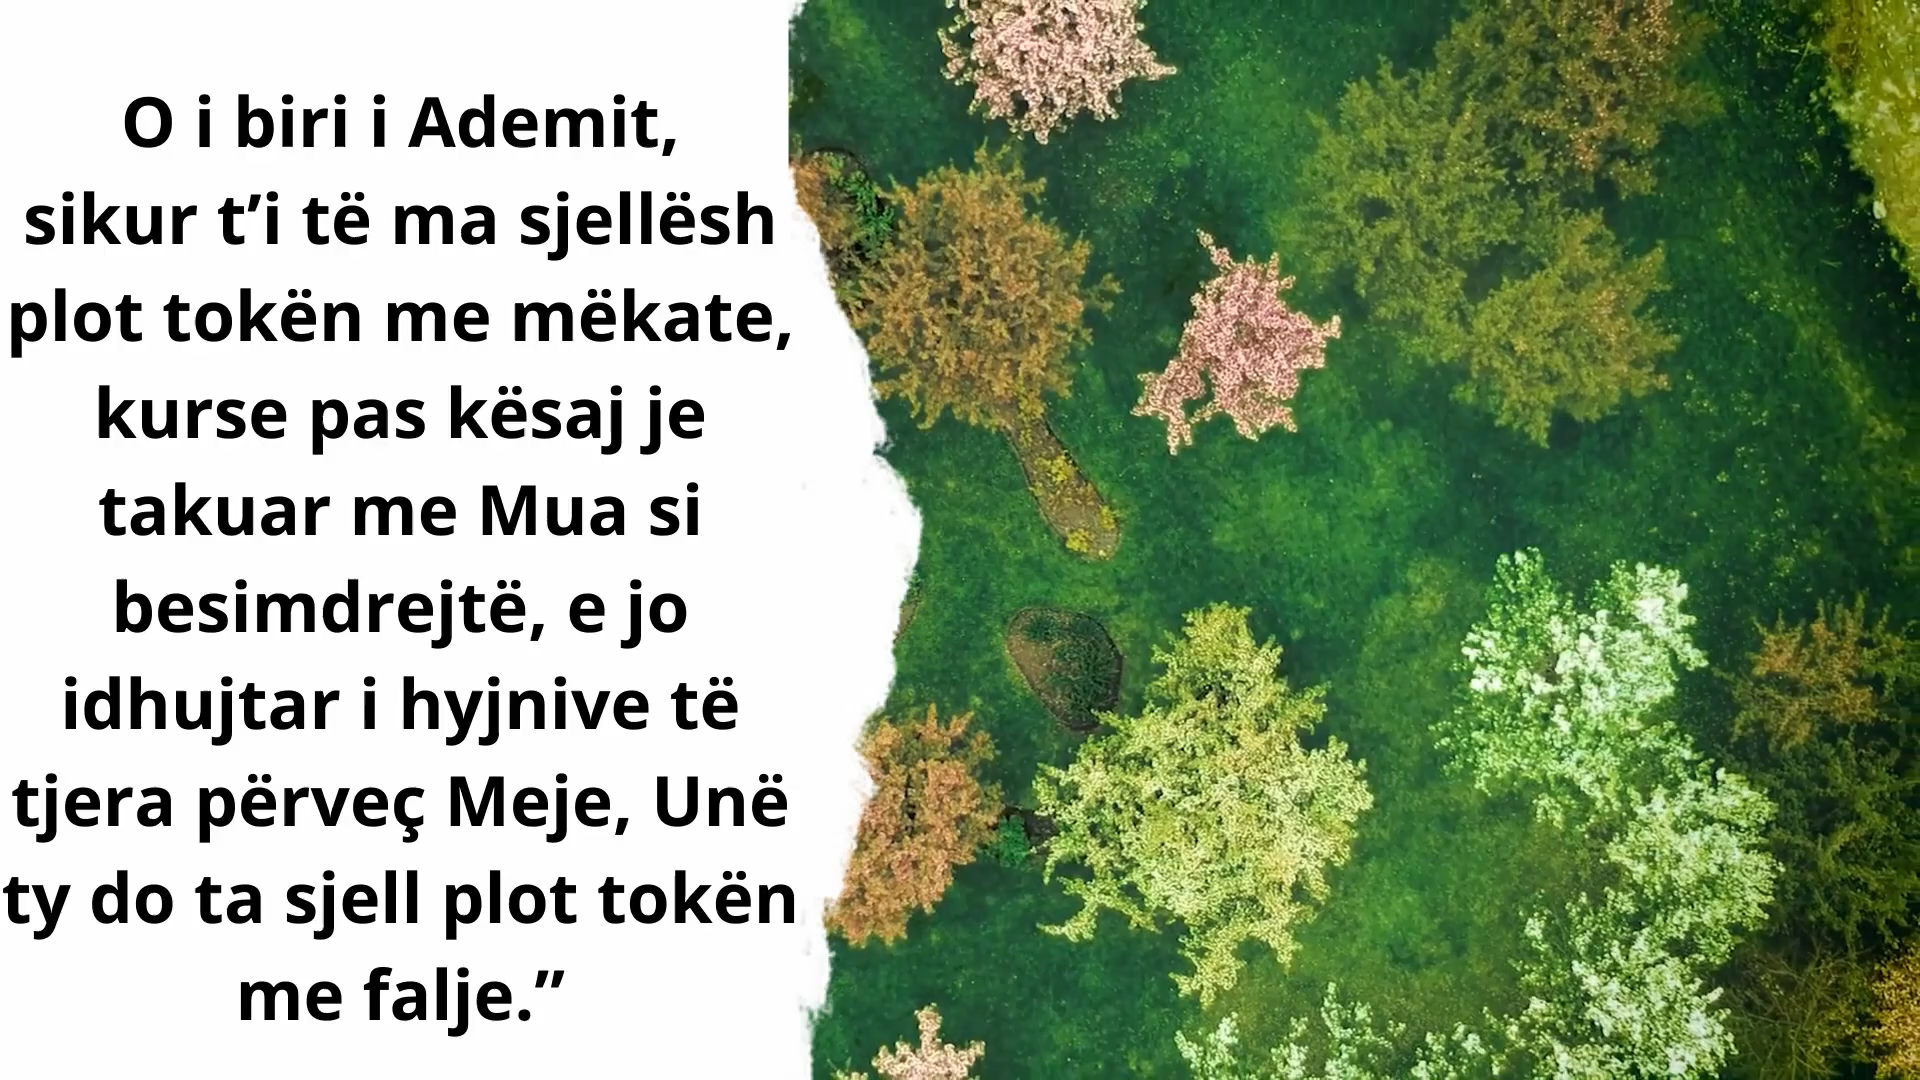 O i biri i Ademit,
sikur t’i të ma sjellësh
plot tokën me mëkate,
kurse pas kësaj je
takuar me Mua si
besimdrejtë, e jo
idhujtar i hyjnive të
tjera përveç Meje, Unë
ty do ta sjell plot tokën
me falje.”